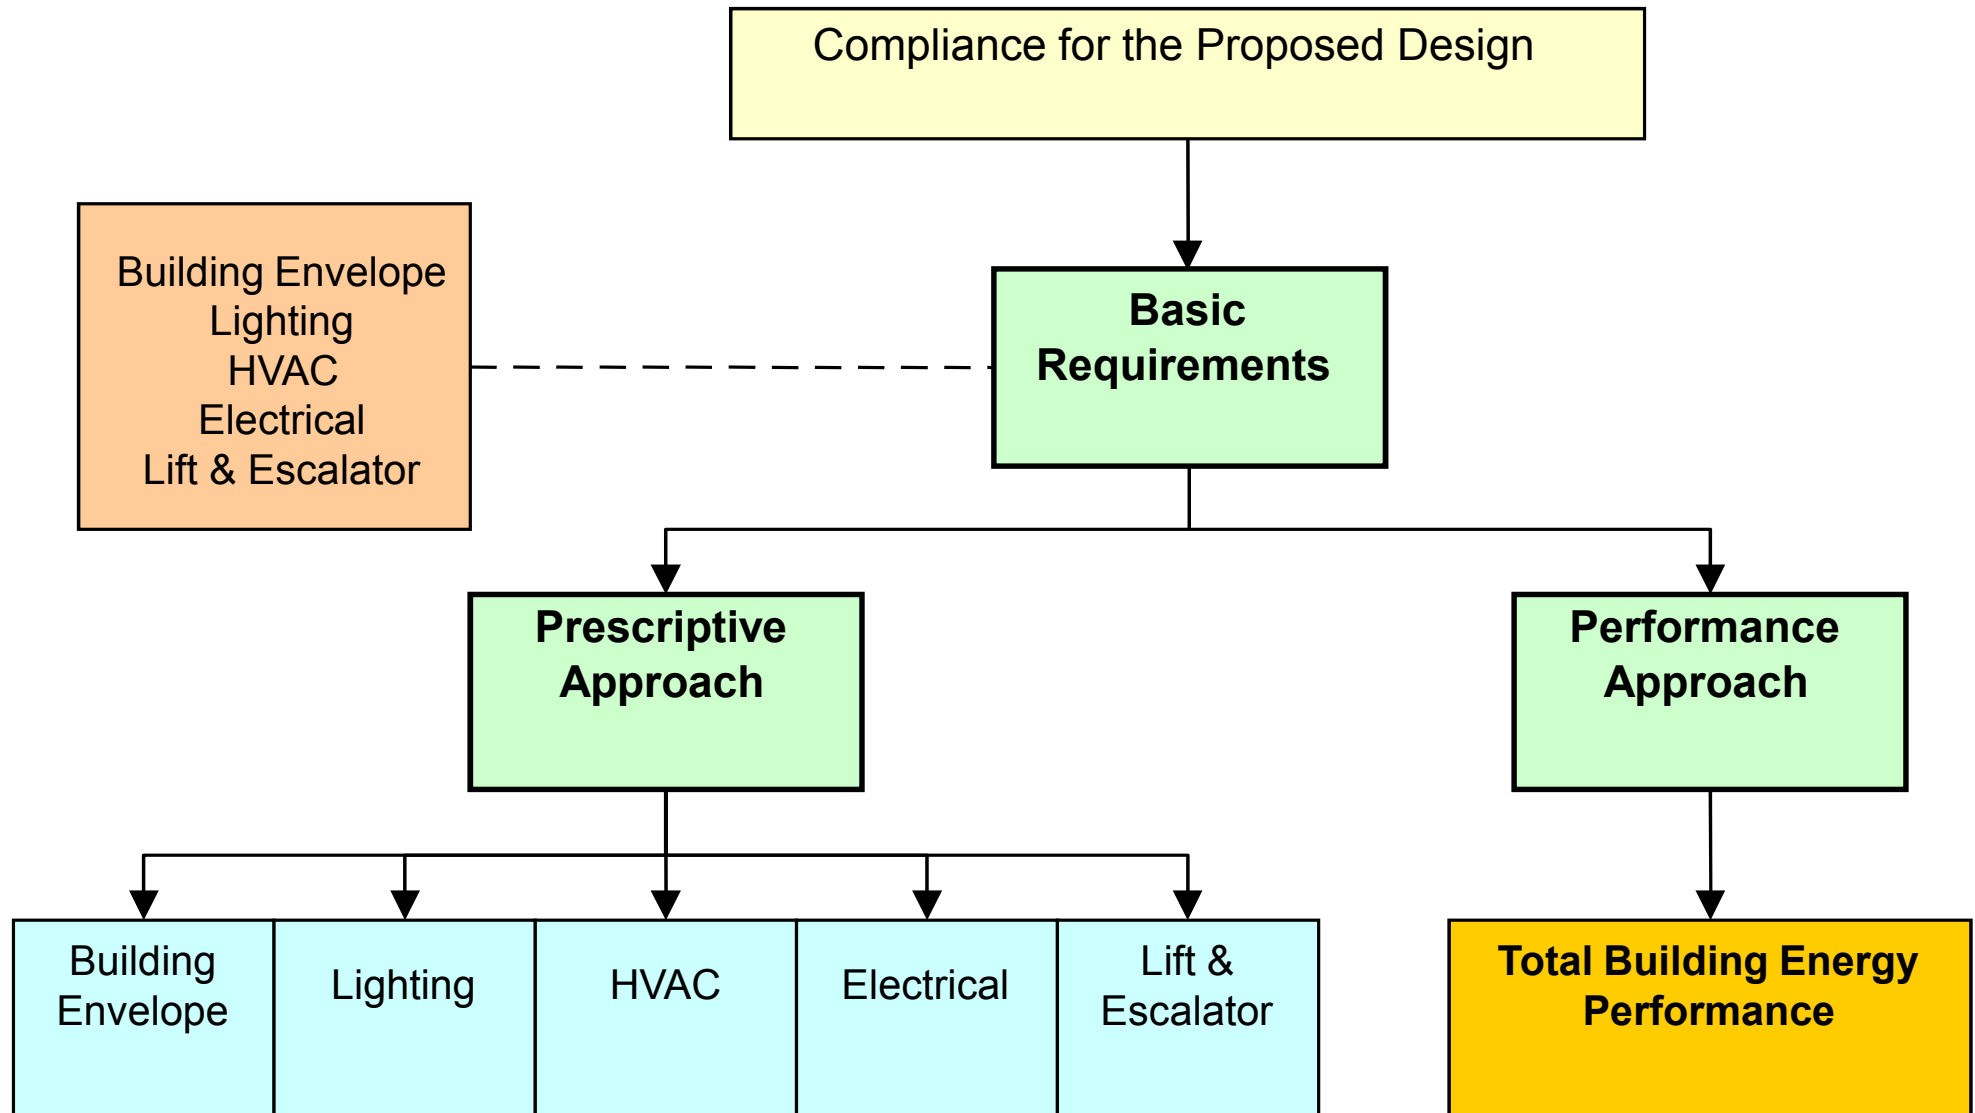 Compliance for the Proposed Design
Building Envelope
Lighting
HVAC
Electrical
Lift & Escalator
Basic
Requirements
Prescriptive
Approach
Performance
Approach
Building
Envelope
Lighting
HVAC
Electrical
Lift &
Escalator
Total Building Energy
Performance